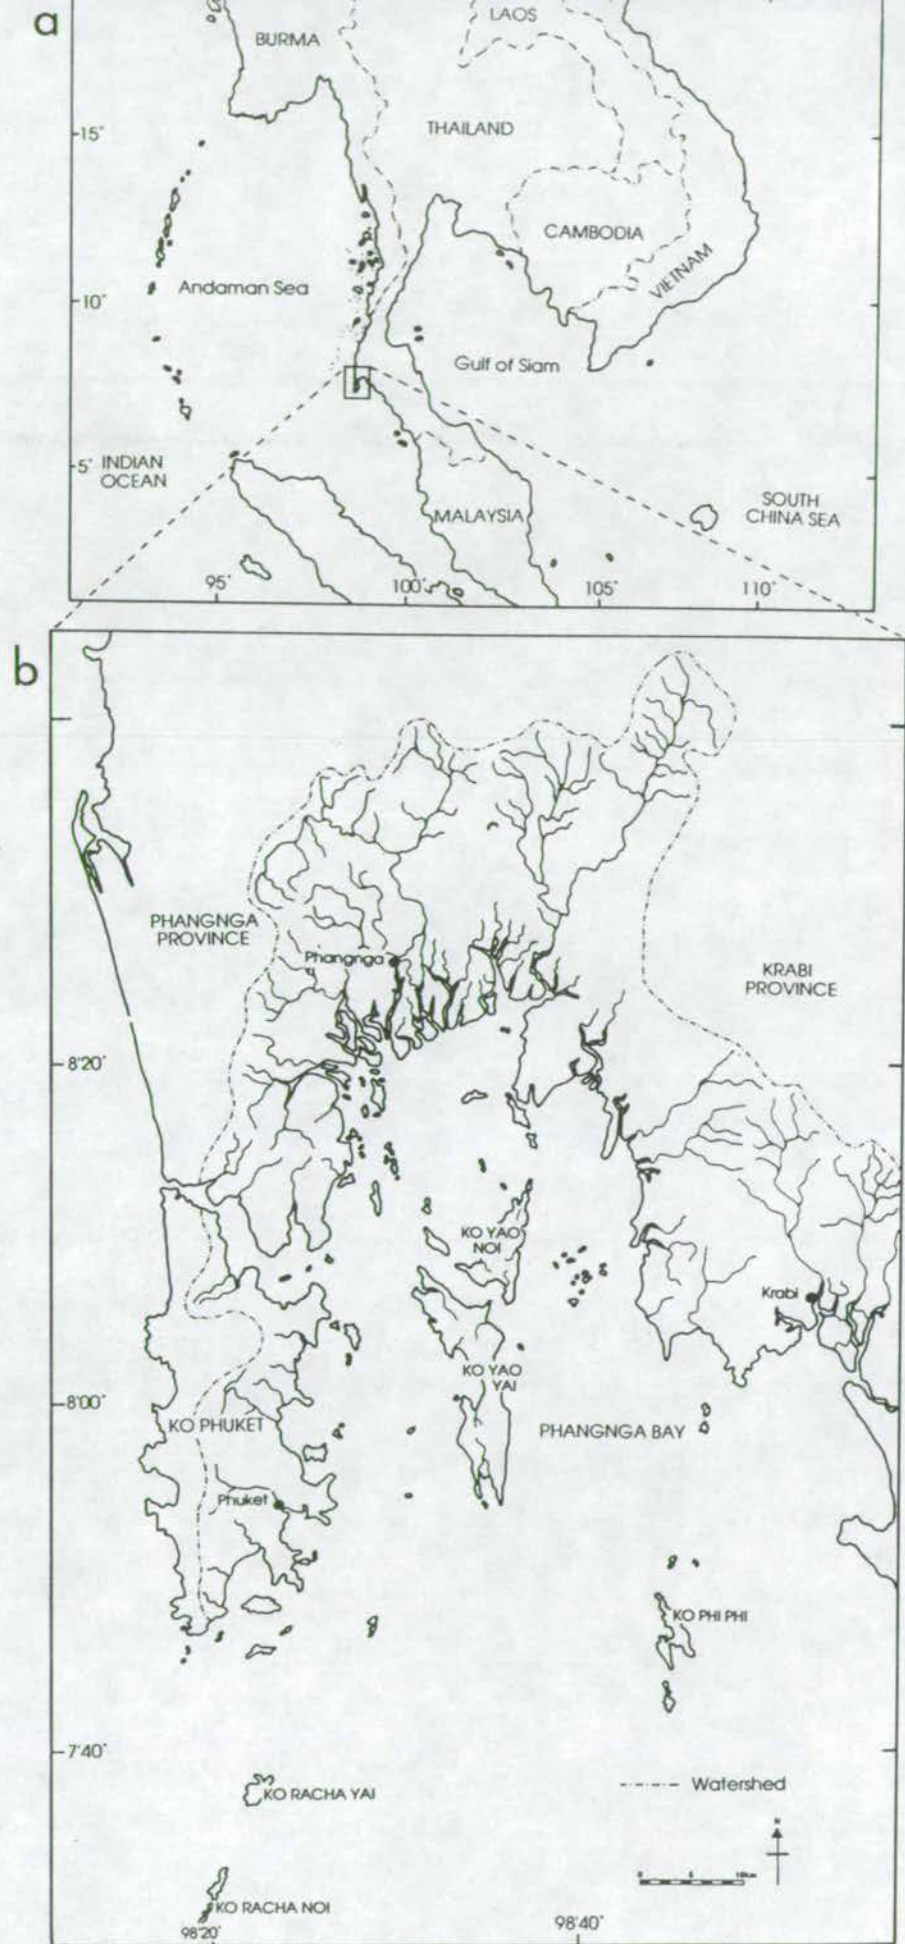 a
LAOS
BURMA
15°
THAILAND
CAMBODIA
VIETNAM
10°
Andaman Sea
Gulf of Siam
5°
INDIAN
OCEAN
SOUTH
CHINA SEA
MALAYSIA
95°
100°
105°
110°
b
PHANGNGA
PROVINCE
Phangnga
KRABI
PROVINCE
8°20'
KO YAO
NOI
Krabi
KO YAO
YAI
8°00'
KO PHUKET
PHANGNGA BAY
Phuket
KO PHI PHI
7°40'
Watershed
KO RACHA YAI
N
0 5 10km
KO RACHA NOI
98°20'
98°40'